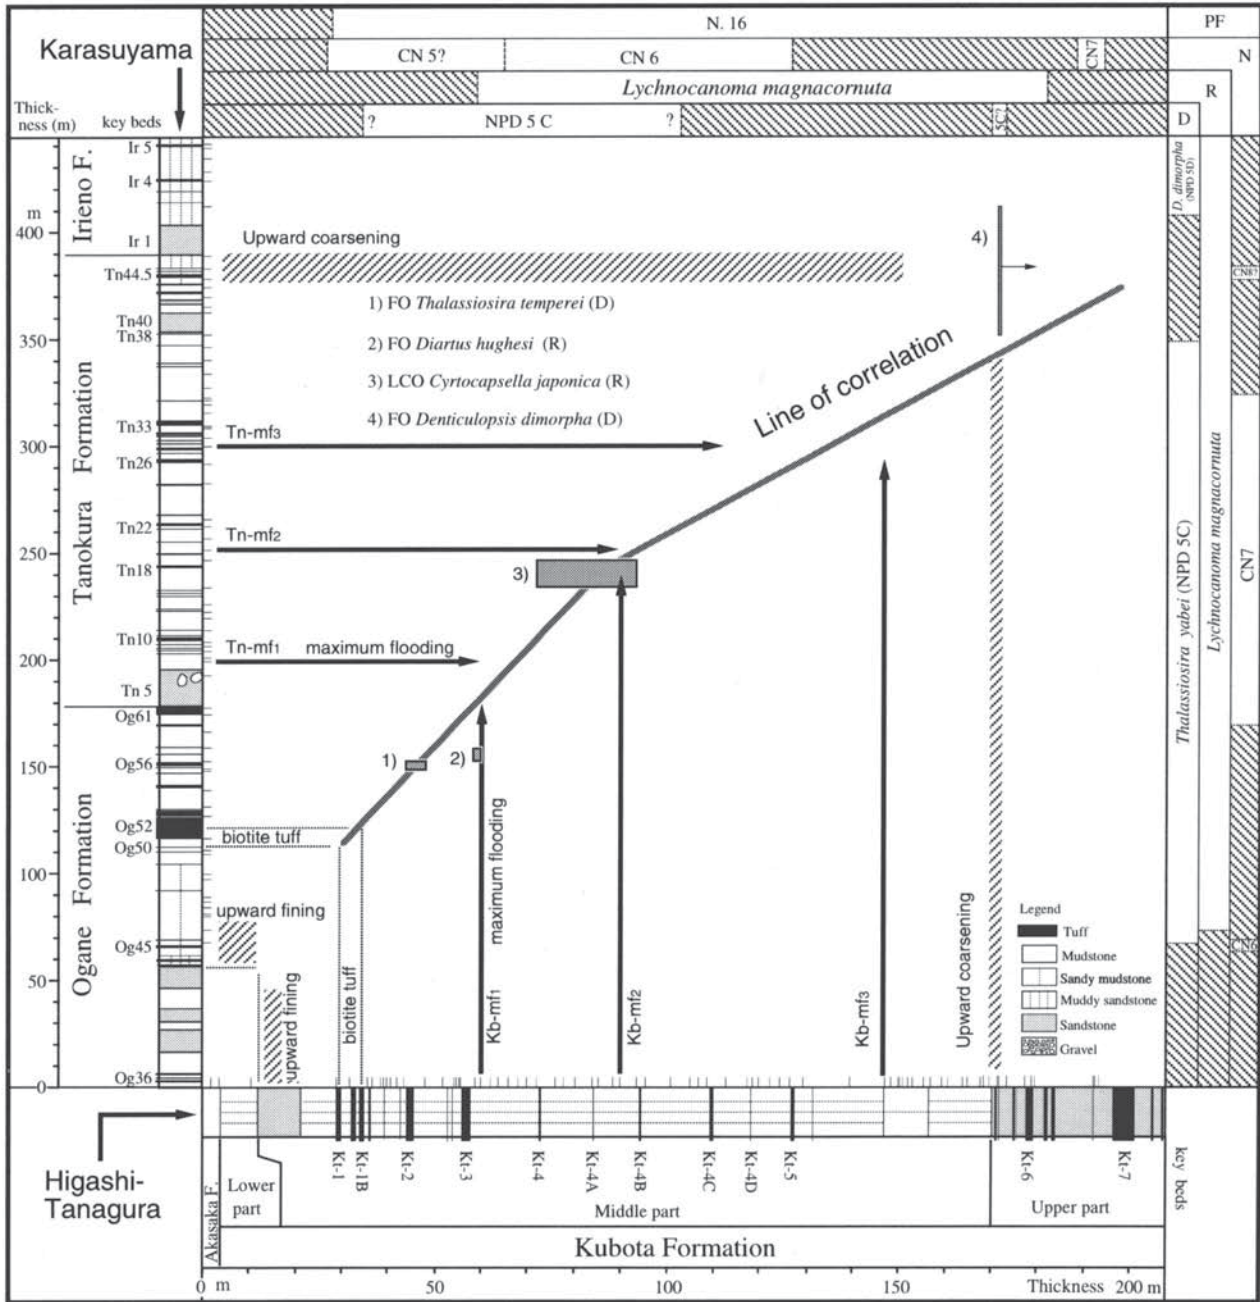 N. 16
PF
Karasuyama
CN 5?
CN 6
CN7
N
Lychnocanoma magnacornuta
R
Thick-
ness (m)
key beds
?
NPD 5 C
?
5C?
D
Irieno F.
Tanokura Formation
Ogane Formation
m
400
350
300
250
200
150
100
50
0
Ir 5
Ir 4
Ir 1
Tn44.5
Tn40
Tn38
Tn33
Tn26
Tn22
Tn18
Tn10
Tn 5
Og61
Og56
Og52
Og50
Og45
Og36
Upward coarsening
4)
1) FO Thalassiosira temperei (D)
2) FO Diartus hughesi (R)
3) LCO Cyrtocapsella japonica (R)
4) FO Denticulopsis dimorpha (D)
Line of correlation
Tn-mf3
Tn-mf2
3)
Tn-mf1
maximum flooding
1)
2)
biotite tuff
upward fining
upward fining
biotite tuff
Kb-mf1
maximum flooding
Kb-mf2
Kb-mf3
Upward coarsening
Legend
Tuff
Mudstone
Sandy mudstone
Muddy sandstone
Sandstone
Gravel
D. dimorpha
(NPD 5D)
Thalassiosira yabei (NPD 5C)
Lychnocanoma magnacornuta
CN8?
CN7
CN6
Higashi-
Tanagura
Kt-1
Kt-1B
Kt-2
Kt-3
Kt-4
Kt-4A
Kt-4B
Kt-4C
Kt-4D
Kt-5
Kt-6
Kt-7
key beds
Akasaka F.
Lower
part
Middle part
Upper part
Kubota Formation
0 m
50
100
150
Thickness 200 m